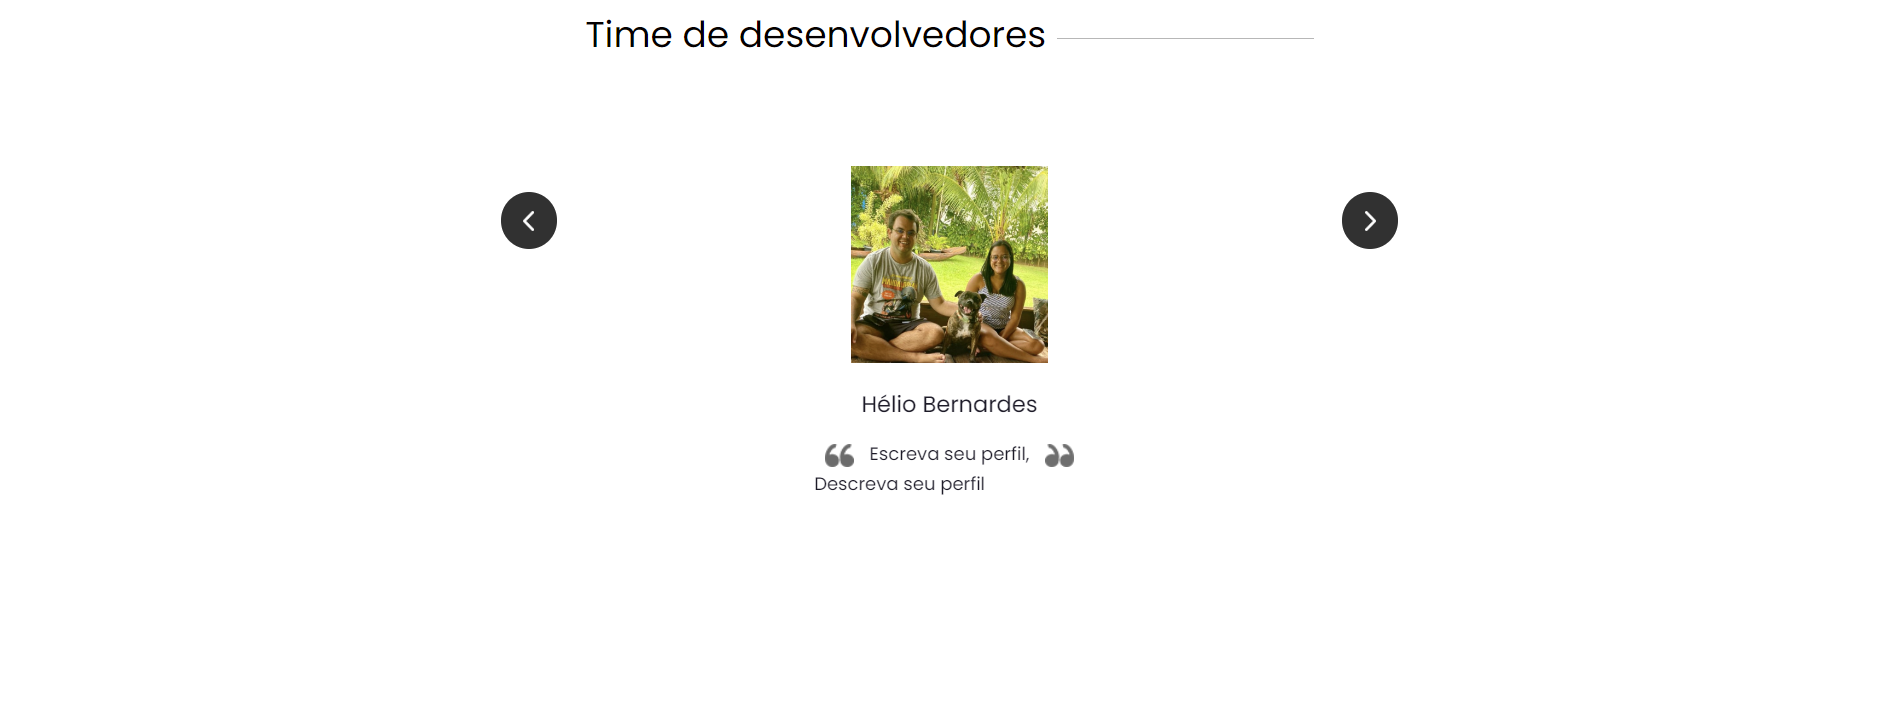 Time de desenvolvedores
Hélio Bernardes
Escreva seu perfil,
Descreva seu perfil